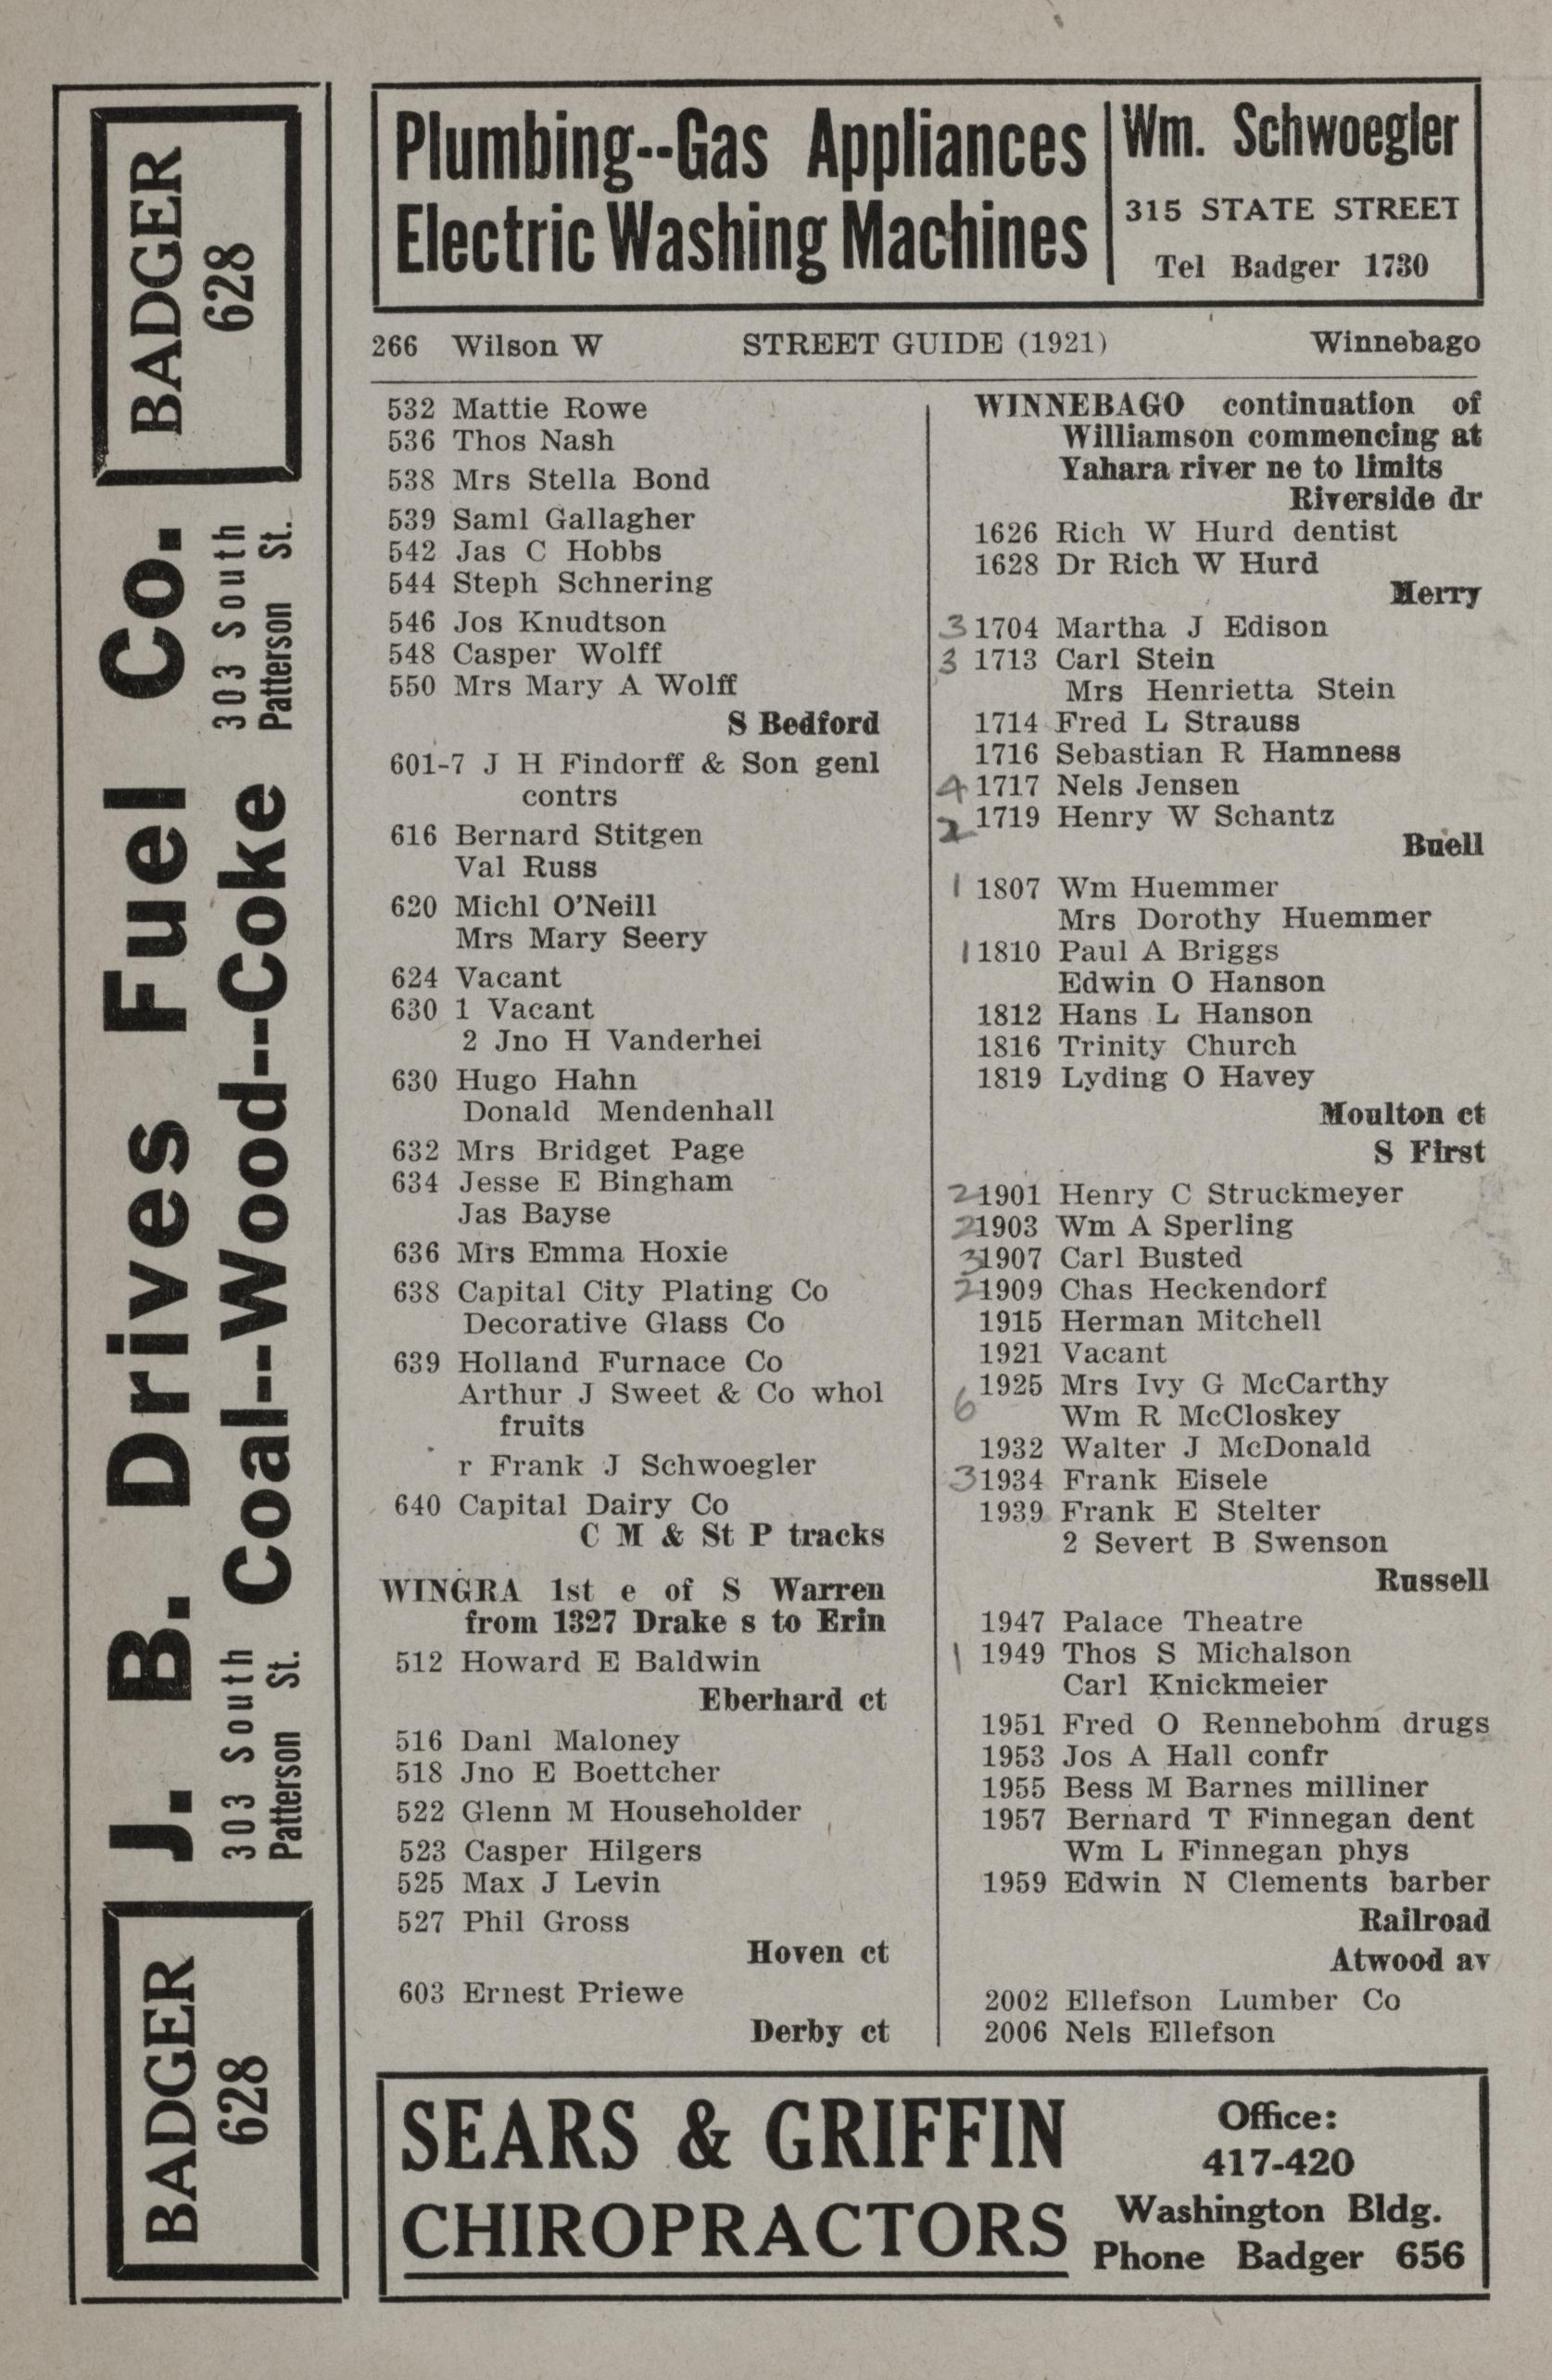 Plumbing--Gas Appliances
Electric Washing Machines
Wm. Schwoegler
315 STATE STREET
Tel Badger 1730
BADGER
628
J. B. Drives Fuel Co.
303 South
Patterson St.
Coal--Wood--Coke
303 South
Patterson St.
BADGER
628
266 Wilson W STREET GUIDE (1921) Winnebago
532 Mattie Rowe
536 Thos Nash
538 Mrs Stella Bond
539 Saml Gallagher
542 Jas C Hobbs
544 Steph Schnering
546 Jos Knudtson
548 Casper Wolff
550 Mrs Mary A Wolff
S Bedford
601-7 J H Findorff & Son genl
contrs
616 Bernard Stitgen
Val Russ
620 Michl O'Neill
Mrs Mary Seery
624 Vacant
630 1 Vacant
2 Jno H Vanderhei
630 Hugo Hahn
Donald Mendenhall
632 Mrs Bridget Page
634 Jesse E Bingham
Jas Bayse
636 Mrs Emma Hoxie
638 Capital City Plating Co
Decorative Glass Co
639 Holland Furnace Co
Arthur J Sweet & Co whol
fruits
r Frank J Schwoegler
640 Capital Dairy Co
C M & St P tracks
WINGRA 1st e of S Warren
from 1327 Drake s to Erin
512 Howard E Baldwin
Eberhard ct
516 Danl Maloney
518 Jno E Boettcher
522 Glenn M Householder
523 Casper Hilgers
525 Max J Levin
527 Phil Gross
Hoven ct
603 Ernest Priewe
Derby ct
WINNEBAGO continuation of
Williamson commencing at
Yahara river ne to limits
Riverside dr
1626 Rich W Hurd dentist
1628 Dr Rich W Hurd
Merry
3 1704 Martha J Edison
3 1713 Carl Stein
Mrs Henrietta Stein
1714 Fred L Strauss
1716 Sebastian R Hamness
4 1717 Nels Jensen
2 1719 Henry W Schantz
Buell
1 1807 Wm Huemmer
Mrs Dorothy Huemmer
1 1810 Paul A Briggs
Edwin O Hanson
1812 Hans L Hanson
1816 Trinity Church
1819 Lyding O Havey
Moulton ct
S First
2 1901 Henry C Struckmeyer
2 1903 Wm A Sperling
3 1907 Carl Busted
2 1909 Chas Heckendorf
1915 Herman Mitchell
1921 Vacant
6 1925 Mrs Ivy G McCarthy
Wm R McCloskey
1932 Walter J McDonald
3 1934 Frank Eisele
1939 Frank E Stelter
2 Severt B Swenson
Russell
1947 Palace Theatre
1 1949 Thos S Michalson
Carl Knickmeier
1951 Fred O Rennebohm drugs
1953 Jos A Hall confr
1955 Bess M Barnes milliner
1957 Bernard T Finnegan dent
Wm L Finnegan phys
1959 Edwin N Clements barber
Railroad
Atwood av
2002 Ellefson Lumber Co
2006 Nels Ellefson
SEARS & GRIFFIN
CHIROPRACTORS
Office:
417-420
Washington Bldg.
Phone Badger 656